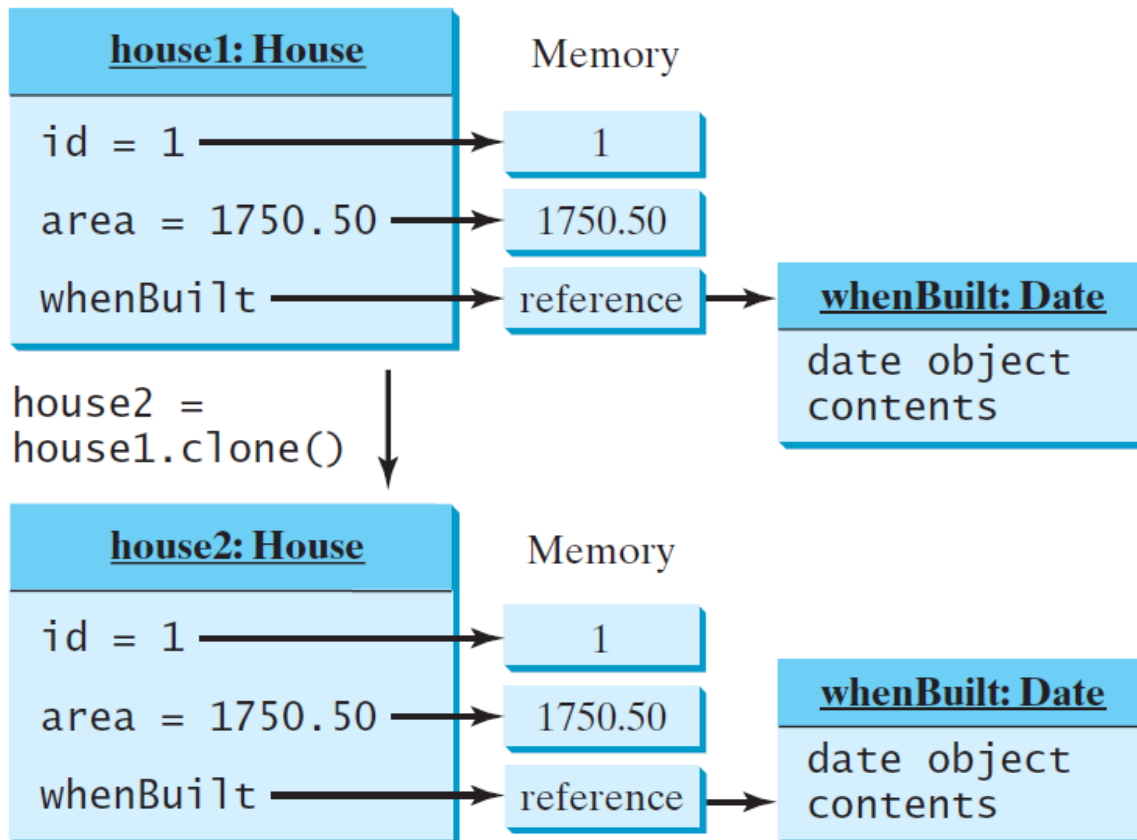 house1: House
Memory
id = 1
1
area = 1750.50
1750.50
whenBuilt
reference
whenBuilt: Date
date object
contents
house2 =
house1.clone()
house2: House
Memory
id = 1
1
area = 1750.50
1750.50
whenBuilt
reference
whenBuilt: Date
date object
contents